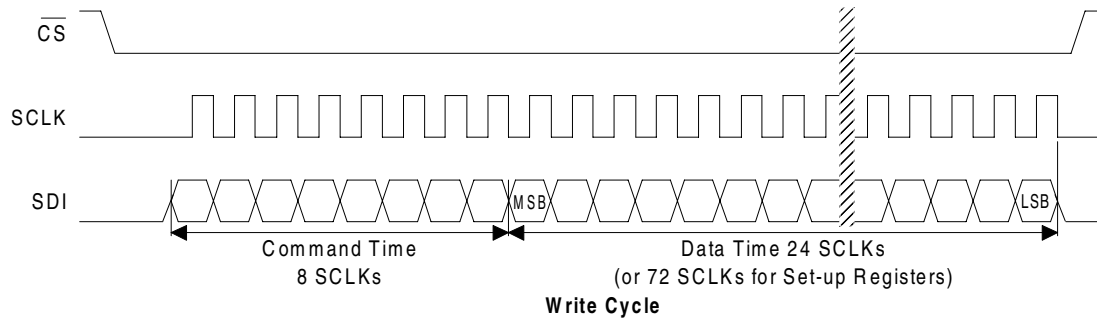 CS
SCLK
SDI
MSB
LSB
Command Time
8 SCLKs
Data Time 24 SCLKs
(or 72 SCLKs for Set-up Registers)
Write Cycle